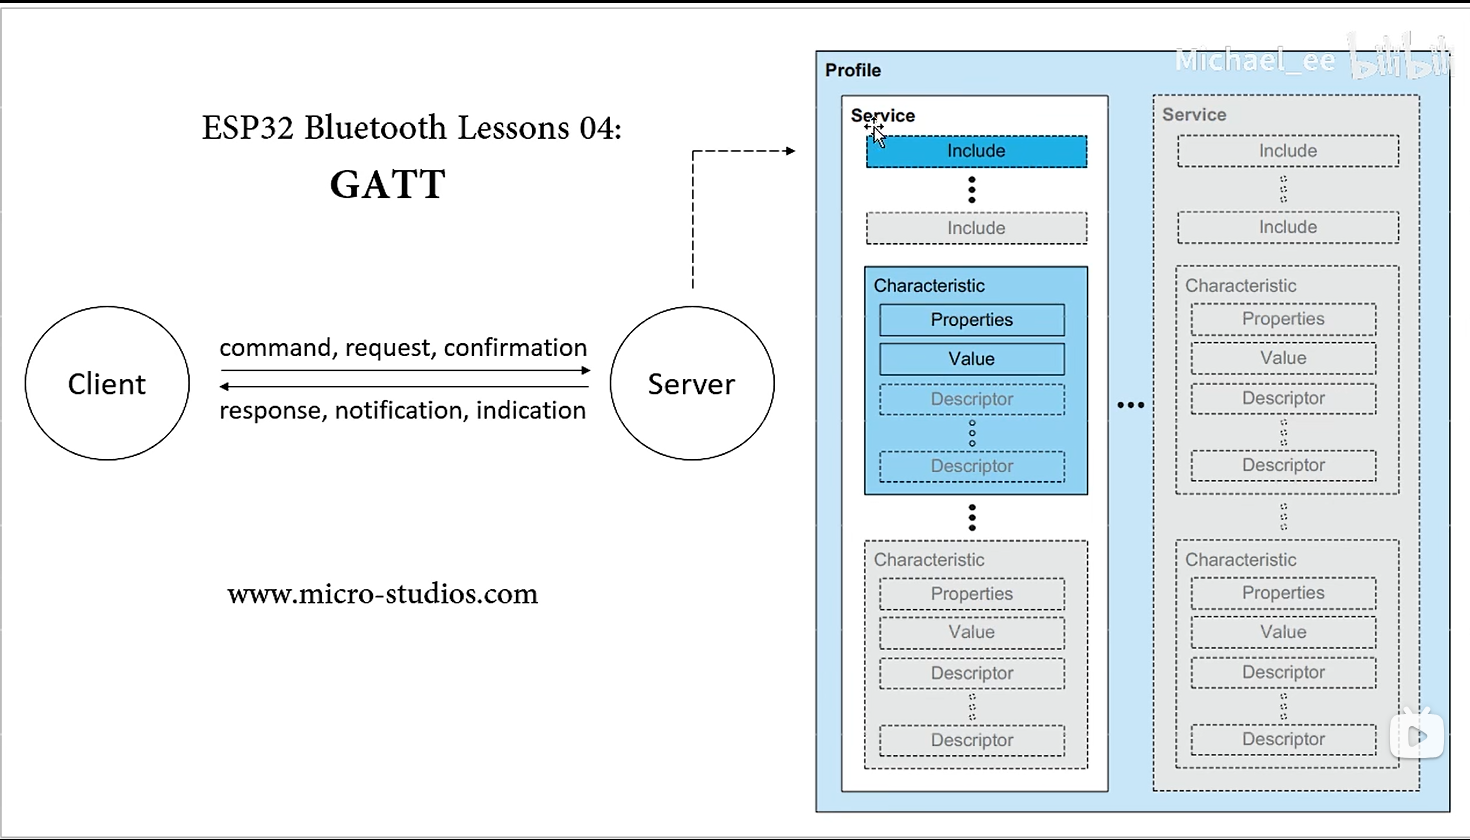 Michael_ee bilibili
ESP32 Bluetooth Lessons 04:
GATT
Client
command, request, confirmation
response, notification, indication
Server
www.micro-studios.com
Profile
Service
Include
Include
Characteristic
Properties
Value
Descriptor
Descriptor
Characteristic
Properties
Value
Descriptor
Descriptor
Service
Include
Include
Characteristic
Properties
Value
Descriptor
Descriptor
Characteristic
Properties
Value
Descriptor
Descriptor